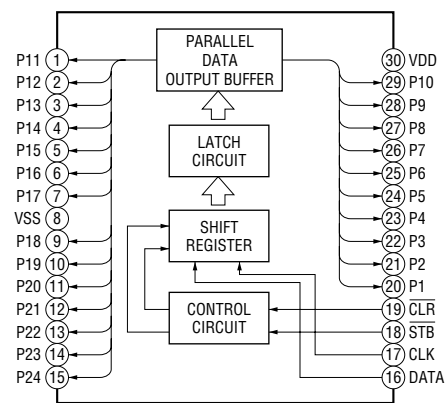 PARALLEL
DATA
OUTPUT BUFFER
LATCH
CIRCUIT
SHIFT
REGISTER
CONTROL
CIRCUIT
P11 1
P12 2
P13 3
P14 4
P15 5
P16 6
P17 7
VSS 8
P18 9
P19 10
P20 11
P21 12
P22 13
P23 14
P24 15
30 VDD
29 P10
28 P9
27 P8
26 P7
25 P6
24 P5
23 P4
22 P3
21 P2
20 P1
19 C̅L̅R̅
18 S̅T̅B̅
17 CLK
16 DATA